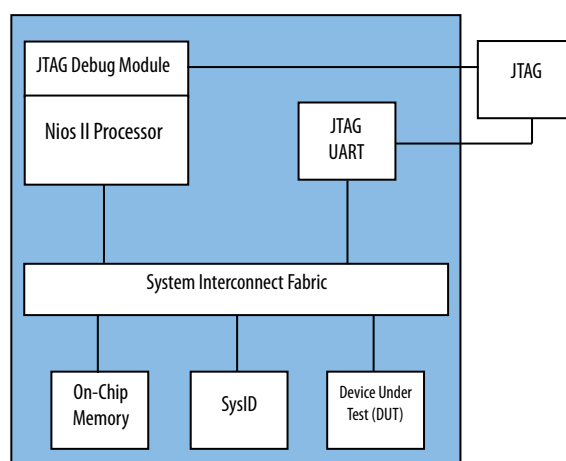 JTAG Debug Module
JTAG
Nios II Processor
JTAG
UART
System Interconnect Fabric
On-Chip
Memory
SysID
Device Under
Test (DUT)